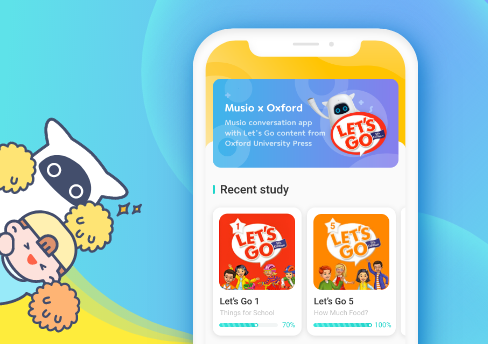 Musio x Oxford
Musio conversation app
with Let's Go content from
Oxford University Press
LET'S
GO
Recent study
1
LET'S
GO
5
LET'S
GO
Let's Go 1
Things for School
70%
Let's Go 5
How Much Food?
100%